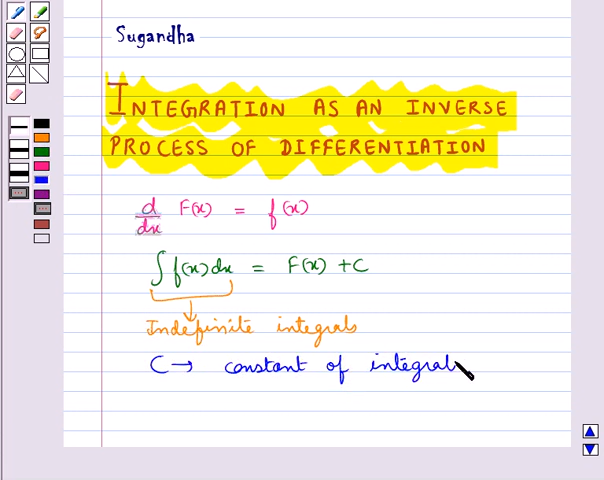 Sugandha
INTEGRATION AS AN INVERSE
PROCESS OF DIFFERENTIATION
d/dx F(x) = f(x)
∫f(x)dx = F(x) + C
Indefinite integrals
C → constant of integral